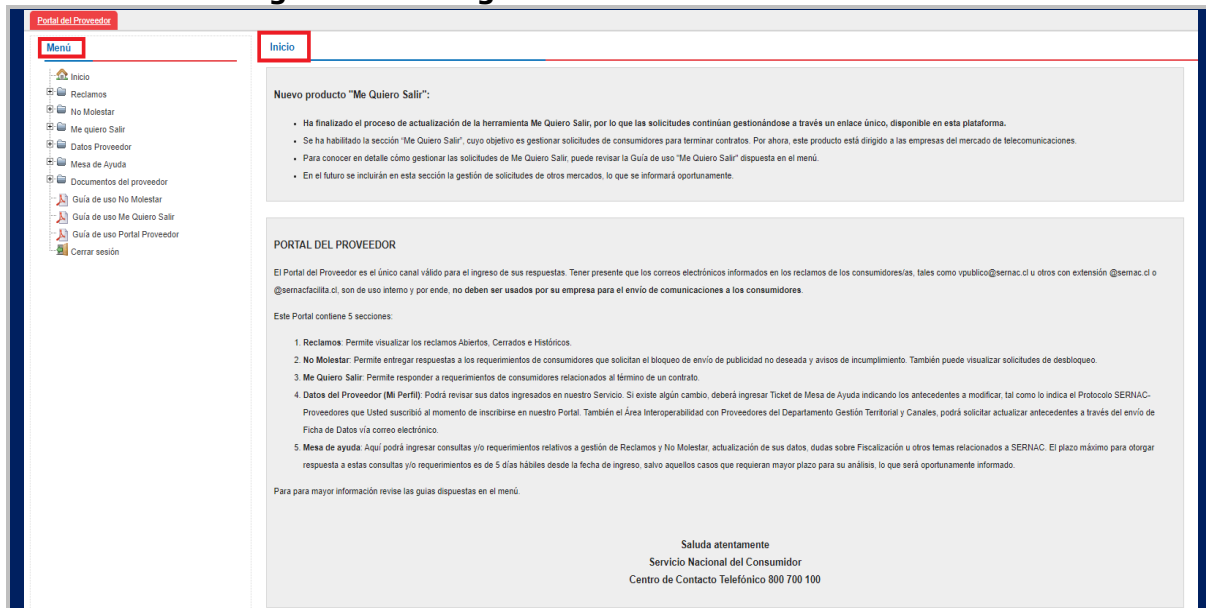 Portal del Proveedor
Menú
Inicio
Reclamos
No Molestar
Me quiero Salir
Datos Proveedor
Mesa de Ayuda
Documentos del proveedor
Guía de uso No Molestar
Guía de uso Me Quiero Salir
Guía de uso Portal Proveedor
Cerrar sesión
Inicio
Nuevo producto "Me Quiero Salir":
• Ha finalizado el proceso de actualización de la herramienta Me Quiero Salir, por lo que las solicitudes continúan gestionándose a través un enlace único, disponible en esta plataforma.
• Se ha habilitado la sección "Me Quiero Salir", cuyo objetivo es gestionar solicitudes de consumidores para terminar contratos. Por ahora, este producto está dirigido a las empresas del mercado de telecomunicaciones.
• Para conocer en detalle cómo gestionar las solicitudes de Me Quiero Salir, puede revisar la Guía de uso "Me Quiero Salir" dispuesta en el menú.
• En el futuro se incluirán en esta sección la gestión de solicitudes de otros mercados, lo que se informará oportunamente.
PORTAL DEL PROVEEDOR
El Portal del Proveedor es el único canal válido para el ingreso de sus respuestas. Tener presente que los correos electrónicos informados en los reclamos de los consumidores/as, tales como vpublico@sernac.cl u otros con extensión @sernac.cl o
@sernacfacilita.cl, son de uso interno y por ende, no deben ser usados por su empresa para el envío de comunicaciones a los consumidores.
Este Portal contiene 5 secciones:
1. Reclamos: Permite visualizar los reclamos Abiertos, Cerrados e Históricos.
2. No Molestar: Permite entregar respuestas a los requerimientos de consumidores que solicitan el bloqueo de envío de publicidad no deseada y avisos de incumplimiento. También puede visualizar solicitudes de desbloqueo.
3. Me Quiero Salir: Permite responder a requerimientos de consumidores relacionados al término de un contrato.
4. Datos del Proveedor (Mi Perfil): Podrá revisar sus datos ingresados en nuestro Servicio. Si existe algún cambio, deberá ingresar Ticket de Mesa de Ayuda indicando los antecedentes a modificar, tal como lo indica el Protocolo SERNAC-
Proveedores que Usted suscribió al momento de inscribirse en nuestro Portal. También el Área Interoperabilidad con Proveedores del Departamento Gestión Territorial y Canales, podrá solicitar actualizar antecedentes a través del envío de
Ficha de Datos vía correo electrónico.
5. Mesa de ayuda: Aquí podrá ingresar consultas y/o requerimientos relativos a gestión de Reclamos y No Molestar, actualización de sus datos, dudas sobre Fiscalización u otros temas relacionados a SERNAC. El plazo máximo para otorgar
respuesta a estas consultas y/o requerimientos es de 5 días hábiles desde la fecha de ingreso, salvo aquellos casos que requieran mayor plazo para su análisis, lo que será oportunamente informado.
Para para mayor información revise las guias dispuestas en el menú.
Saluda atentamente
Servicio Nacional del Consumidor
Centro de Contacto Telefónico 800 700 100